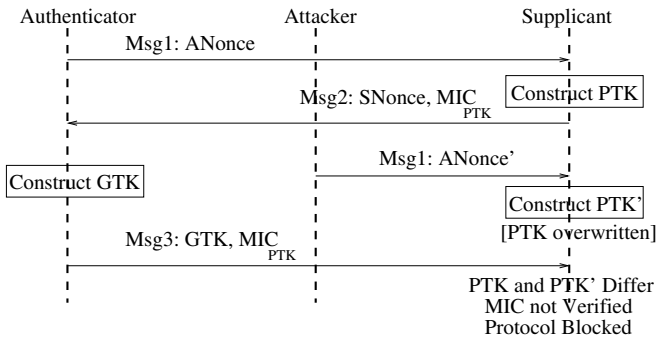 Authenticator Attacker Supplicant
Msg1: ANonce
Construct PTK
Msg2: SNonce, MIC PTK
Msg1: ANonce’
Construct GTK
Construct PTK’
[PTK overwritten]
Msg3: GTK, MIC PTK
PTK and PTK’ Differ
MIC not Verified
Protocol Blocked